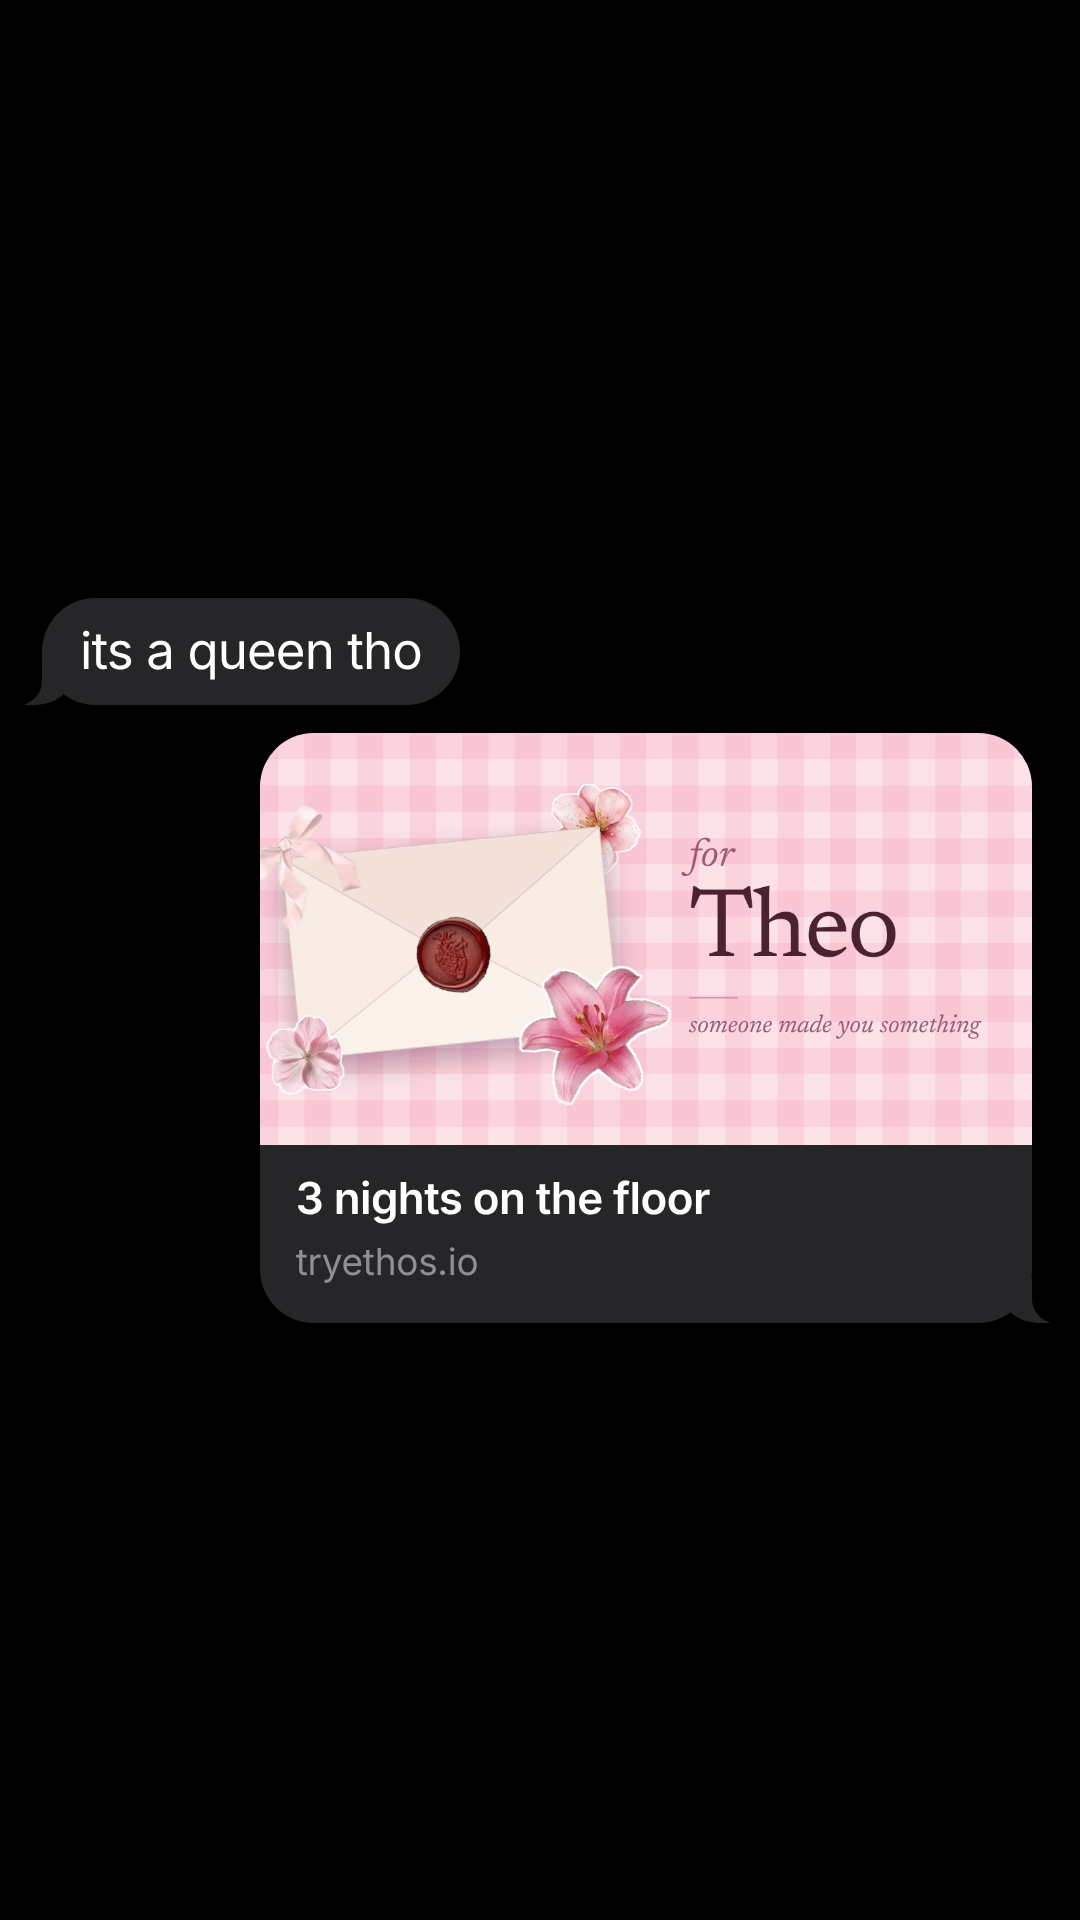 its a queen tho
for
Theo
someone made you something
3 nights on the floor
tryethos.io